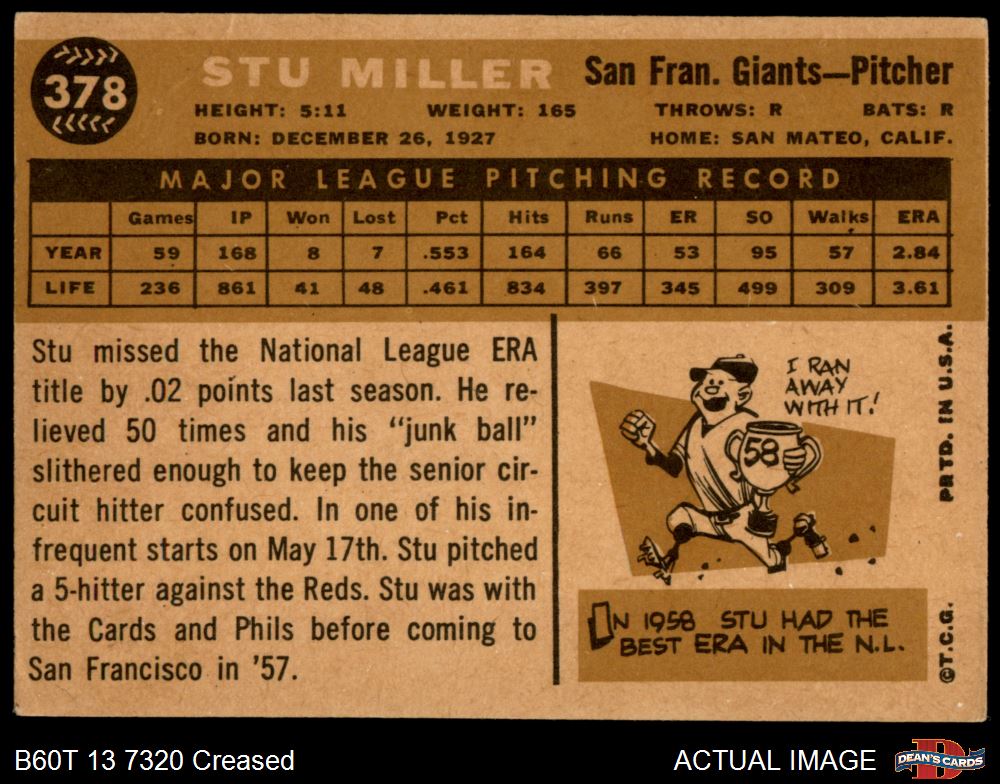 378
STU MILLER
San Fran. Giants—Pitcher
HEIGHT: 5:11 WEIGHT: 165 THROWS: R BATS: R
BORN: DECEMBER 26, 1927 HOME: SAN MATEO, CALIF.
MAJOR LEAGUE PITCHING RECORD
Games IP Won Lost Pct Hits Runs ER SO Walks ERA
YEAR 59 168 8 7 .553 164 66 53 95 57 2.84
LIFE 236 861 41 48 .461 834 397 345 499 309 3.61
Stu missed the National League ERA
title by .02 points last season. He re-
lieved 50 times and his “junk ball”
slithered enough to keep the senior cir-
cuit hitter confused. In one of his in-
frequent starts on May 17th. Stu pitched
a 5-hitter against the Reds. Stu was with
the Cards and Phils before coming to
San Francisco in ’57.
I RAN
AWAY
WITH IT!
58
IN 1958 STU HAD THE
BEST ERA IN THE N.L.
©T.C.G.
PRTD. IN U.S.A.
B60T 13 7320 Creased
ACTUAL IMAGE
DEAN'S CARDS